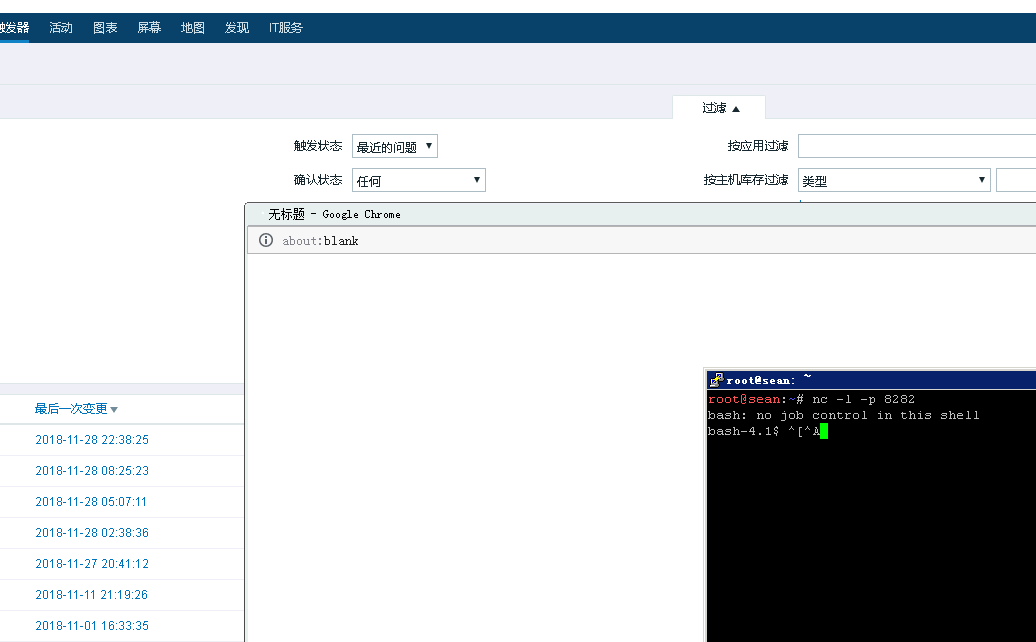 触发器 活动 图表 屏幕 地图 发现 IT服务
过滤 ▲
触发状态 最近的问题 ▼ 按应用过滤
确认状态 任何 ▼ 按主机库存过滤 类型 ▼
无标题 - Google Chrome
about:blank
root@sean: ~
root@sean:~# nc -l -p 8282
bash: no job control in this shell
bash-4.1$ ^[^A
最后一次变更 ▼
2018-11-28 22:38:25
2018-11-28 08:25:23
2018-11-28 05:07:11
2018-11-28 02:38:36
2018-11-27 20:41:12
2018-11-11 21:19:26
2018-11-01 16:33:35